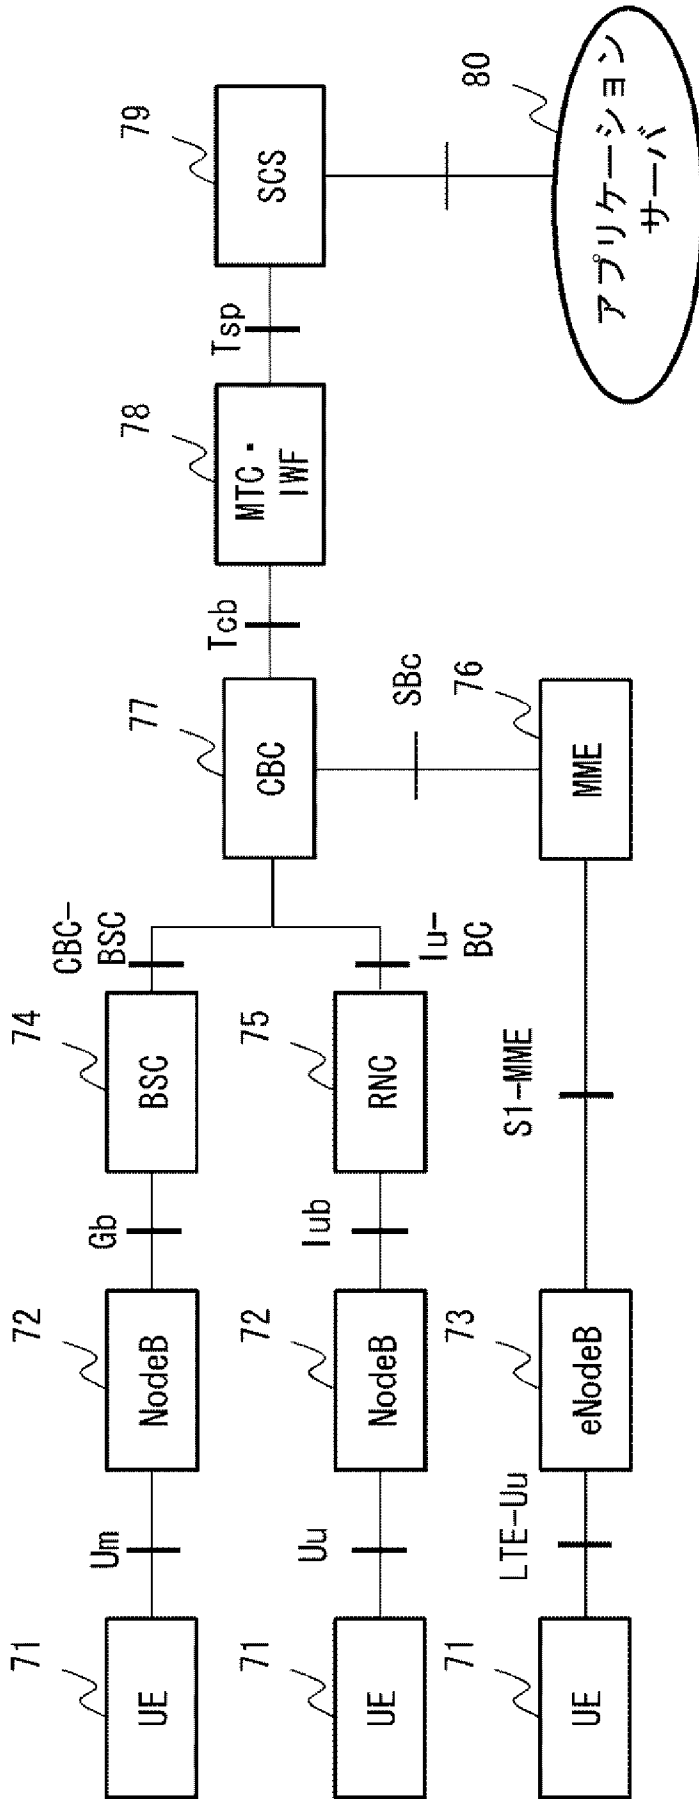 71
UE
Um
72
NodeB
Gb
74
BSC
CBC-
BSC
71
UE
Uu
72
NodeB
Iub
75
RNC
Iu-
BC
77
CBC
Tcb
78
MTC・
IWF
Tsp
79
SCS
71
UE
LTE-Uu
73
eNodeB
S1-MME
76
MME
SBc
80
アプリケーション
サーバ